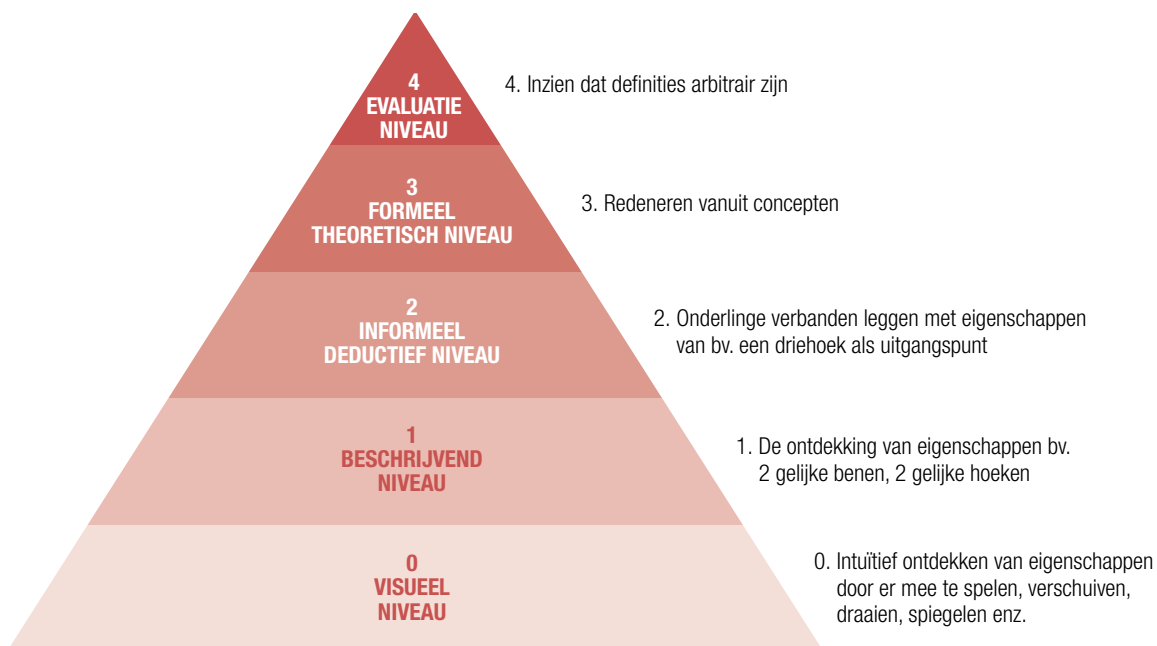 4
EVALUATIE
NIVEAU
4. Inzien dat definities arbitrair zijn
3
FORMEEL
THEORETISCH NIVEAU
3. Redeneren vanuit concepten
2
INFORMEEL
DEDUCTIEF NIVEAU
2. Onderlinge verbanden leggen met eigenschappen
van bv. een driehoek als uitgangspunt
1
BESCHRIJVEND
NIVEAU
1. De ontdekking van eigenschappen bv.
2 gelijke benen, 2 gelijke hoeken
0
VISUEEL
NIVEAU
0. Intuïtief ontdekken van eigenschappen
door er mee te spelen, verschuiven,
draaien, spiegelen enz.